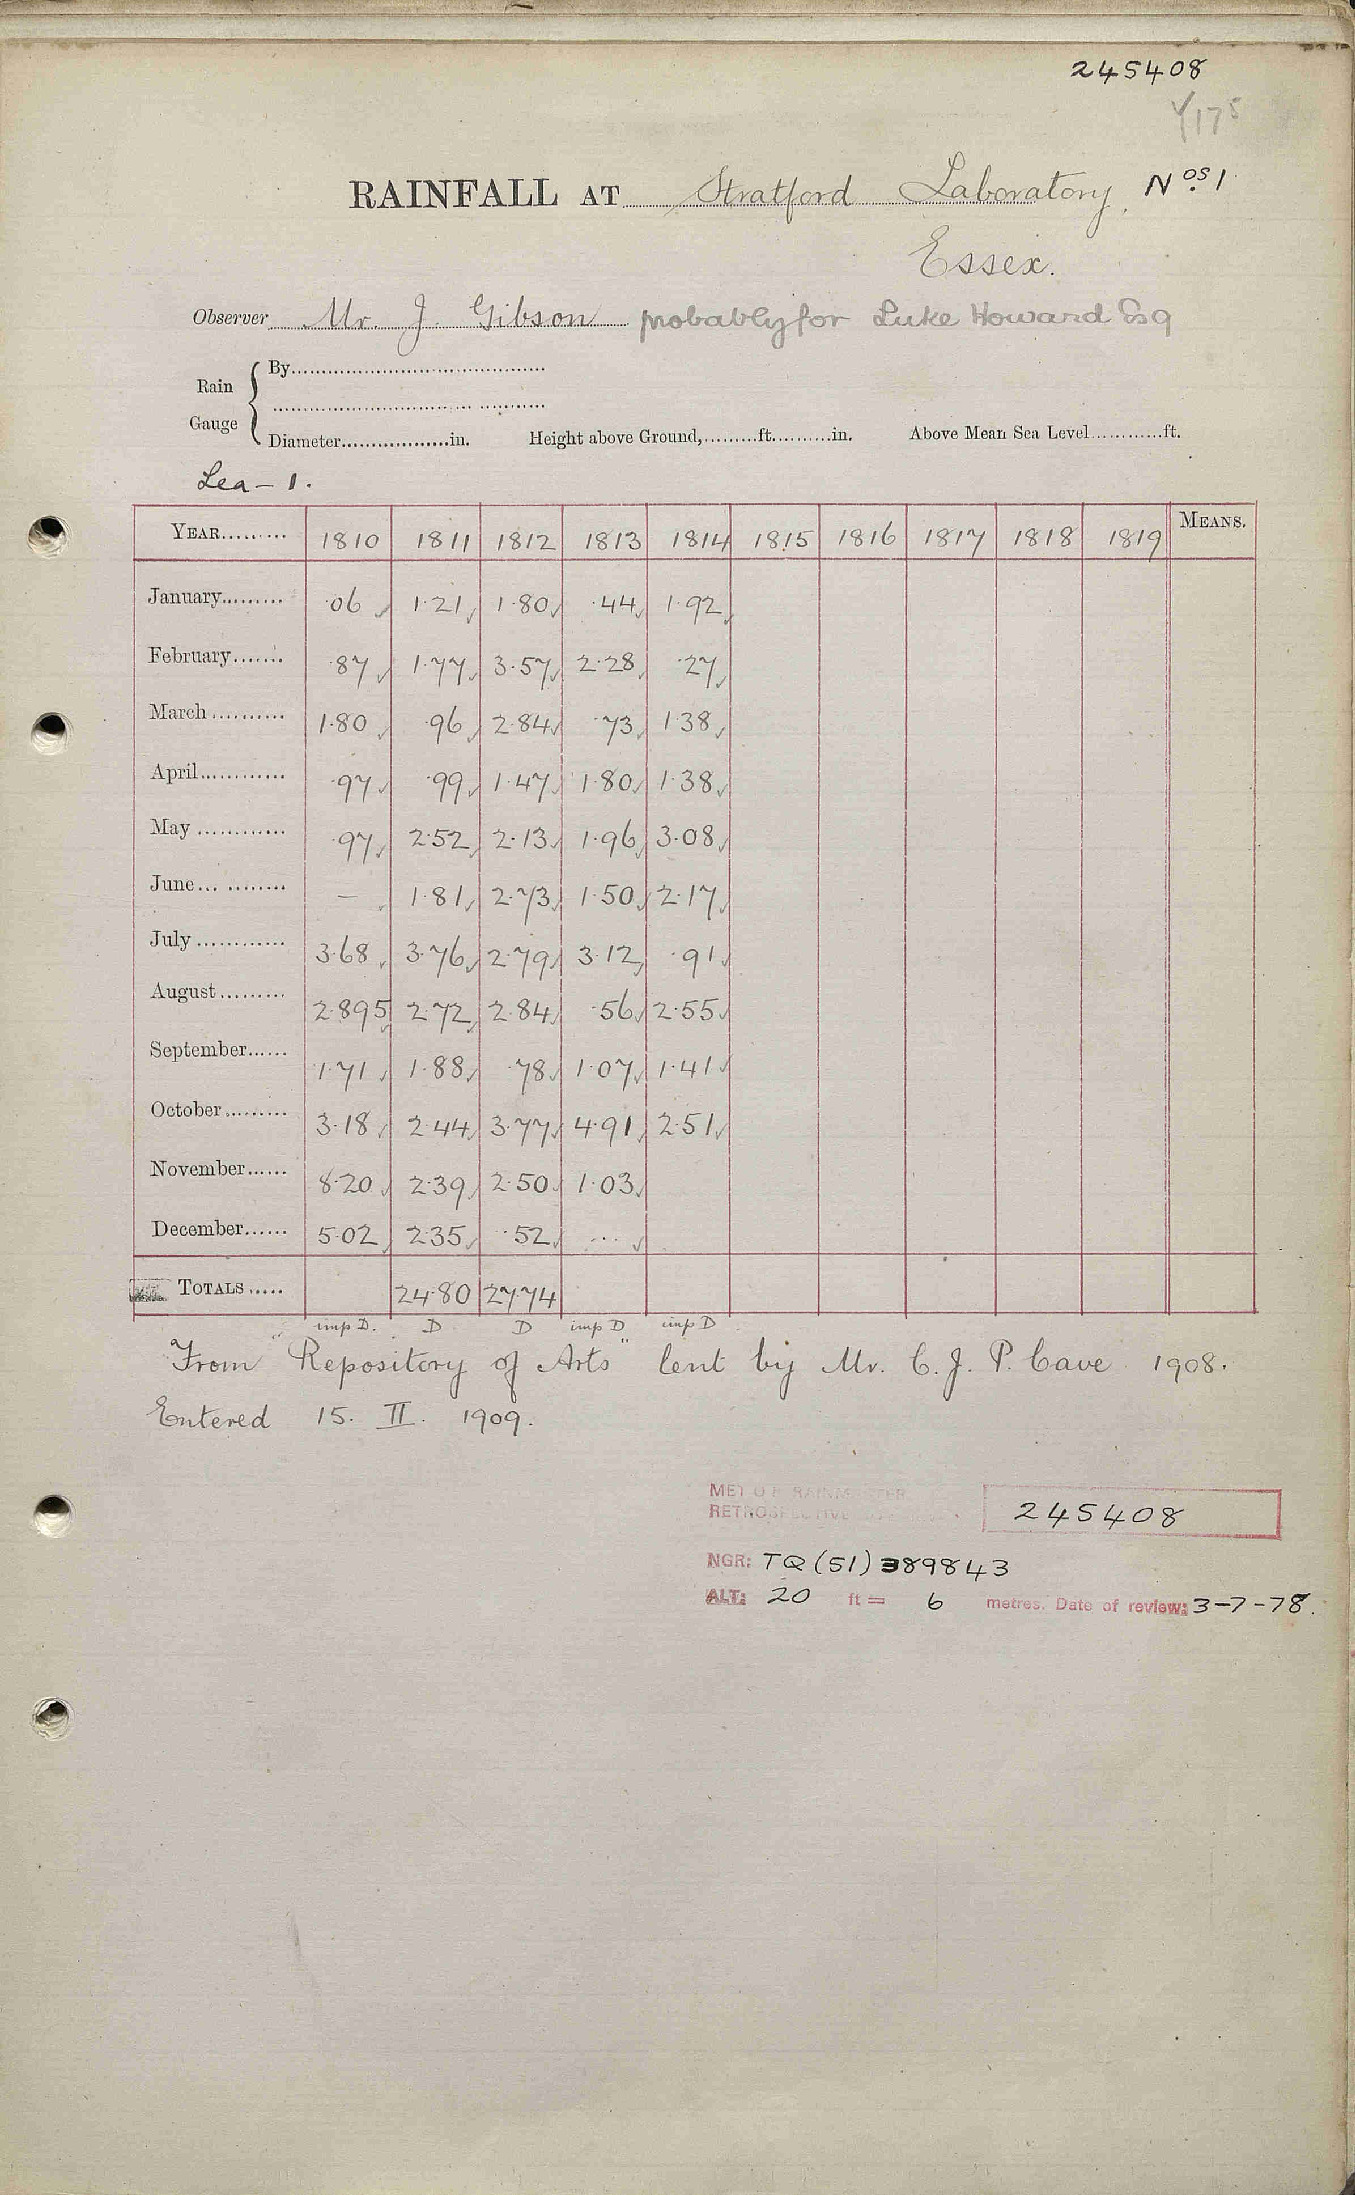 245408
Y175
RAINFALL AT Stratford Laboratory, Nos 1.
Essex.
Observer Mr. J. Gibson probably for Luke Howard Esq
Rain Gauge { By..........
Diameter..........in. Height above Ground,.........ft..........in. Above Mean Sea Level............ft.
Lea - 1.
YEAR......... 1810 1811 1812 1813 1814 1815 1816 1817 1818 1819 MEANS.
January......... ·06 1·21 1·80 ·44 1·92
February....... ·87 1·77 3·57 2·28 ·27
March .......... 1·80 ·96 2·84 ·73 1·38
April............ ·97 ·99 1·47 1·80 1·38
May ............ ·97 2·52 2·13 1·96 3·08
June... ........ — 1·81 2·73 1·50 2·17
July ............ 3·68 3·76 2·79 3·12 ·91
August ......... 2·895 2·72 2·84 ·56 2·55
September...... 1·71 1·88 ·78 1·07 1·41
October......... 3·18 2·44 3·77 4·91 2·51
November...... 8·20 2·39 2·50 1·03
December...... 5·02 2·35 ·52 ...
TOTALS ..... 24·80 27·74
imp D. D D imp D imp D
From "Repository of Arts" lent by Mr. C. J. P. Cave 1908.
Entered 15. II. 1909.
MET O RAINMASTER
RETROSPECTIVE 245408
NGR: TQ (51) 389843
ALT: 20 ft = 6 metres. Date of review: 3-7-78.